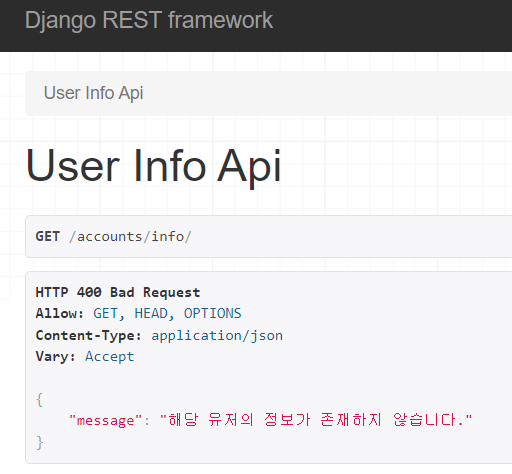 Django REST framework
User Info Api
User Info Api
GET /accounts/info/
HTTP 400 Bad Request
Allow: GET, HEAD, OPTIONS
Content-Type: application/json
Vary: Accept
{
"message": "해당 유저의 정보가 존재하지 않습니다."
}